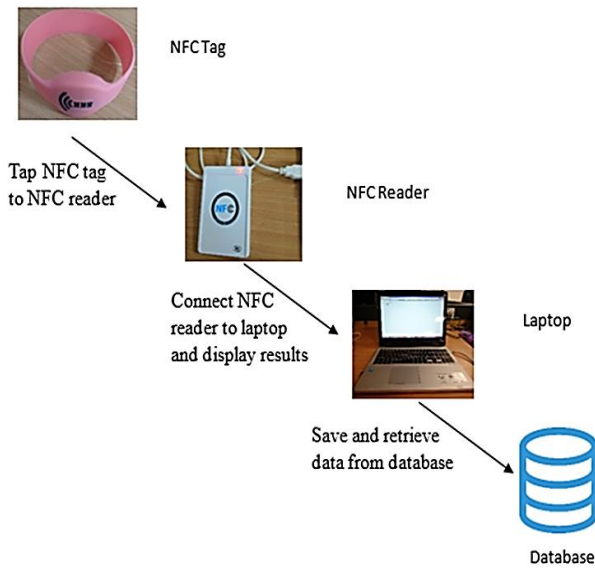 NFC Tag
Tap NFC tag
to NFC reader
NFC
NFC Reader
Connect NFC
reader to laptop
and display results
Laptop
Save and retrieve
data from database
Database